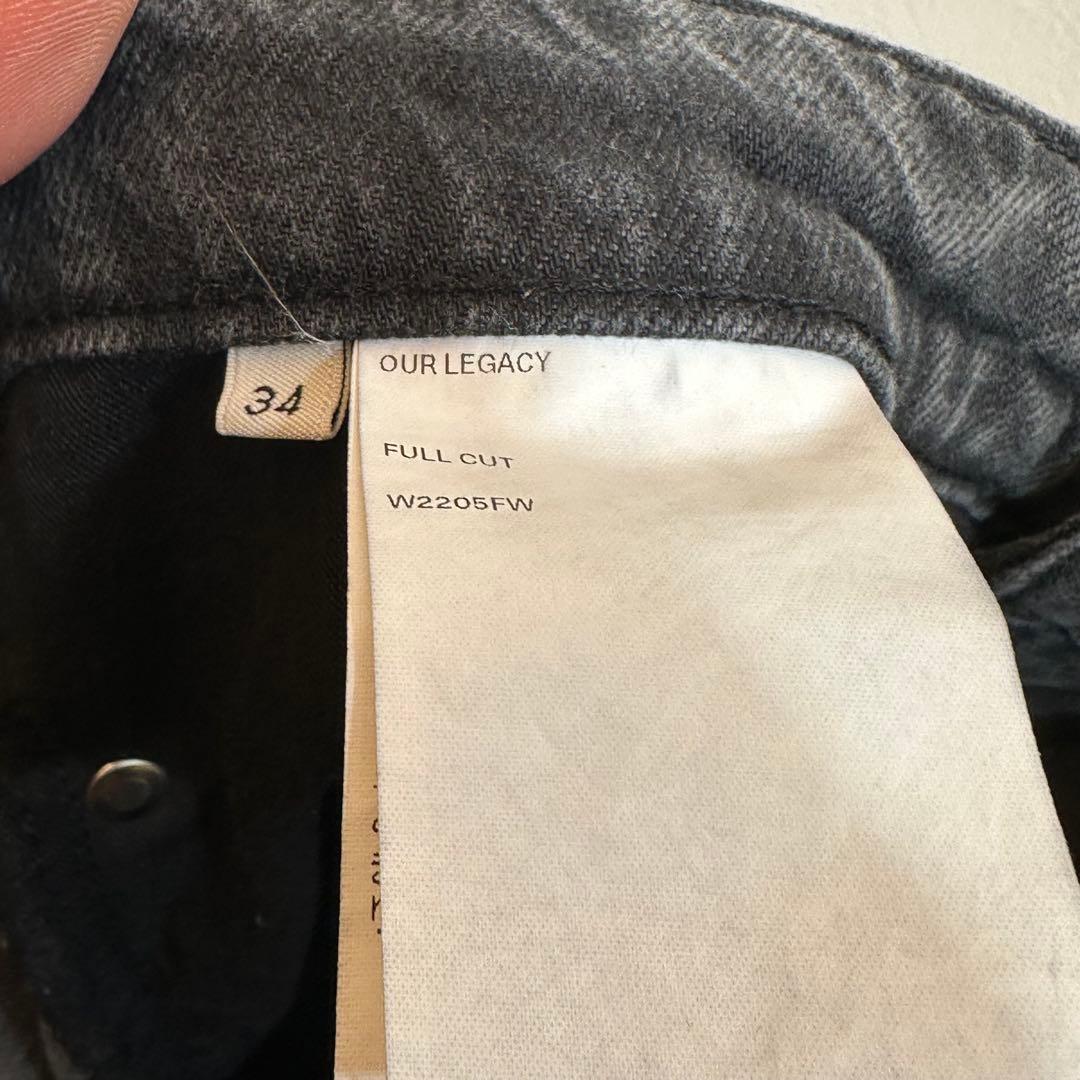 34
OUR LEGACY
FULL CUT
W2205FW